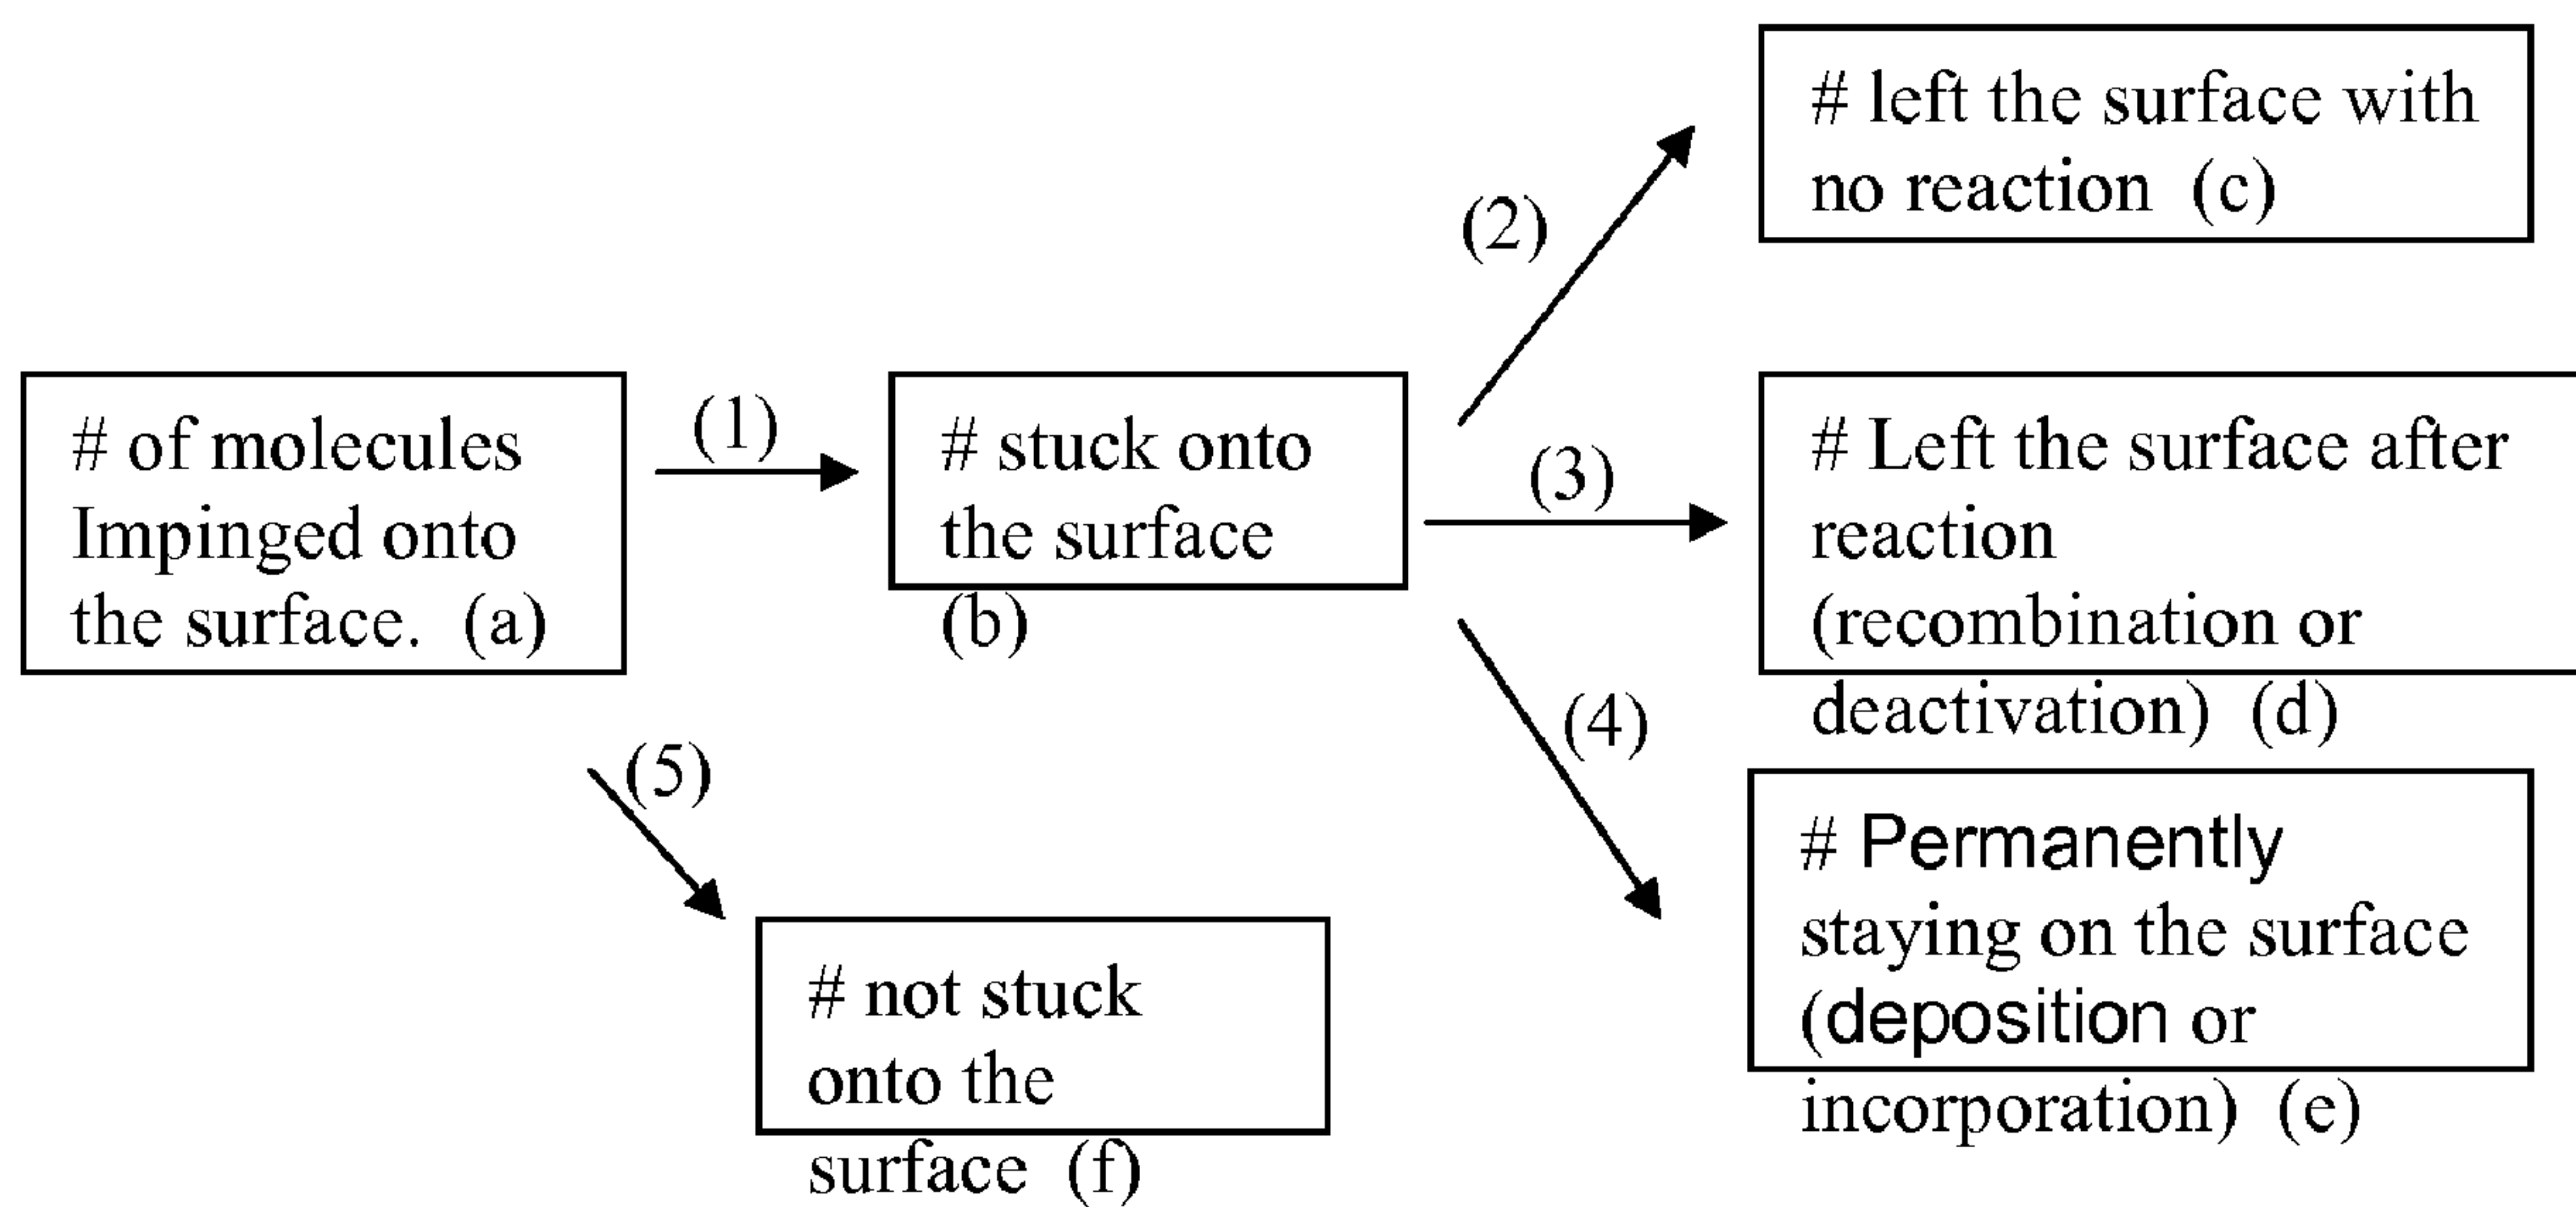 # of molecules
Impinged onto
the surface.  (a)
(1)
# stuck onto
the surface
(b)
(2)
# left the surface with
no reaction  (c)
(3)
# Left the surface after
reaction
(recombination or
deactivation)  (d)
(4)
# Permanently
staying on the surface
(deposition or
incorporation)  (e)
(5)
# not stuck
onto the
surface  (f)